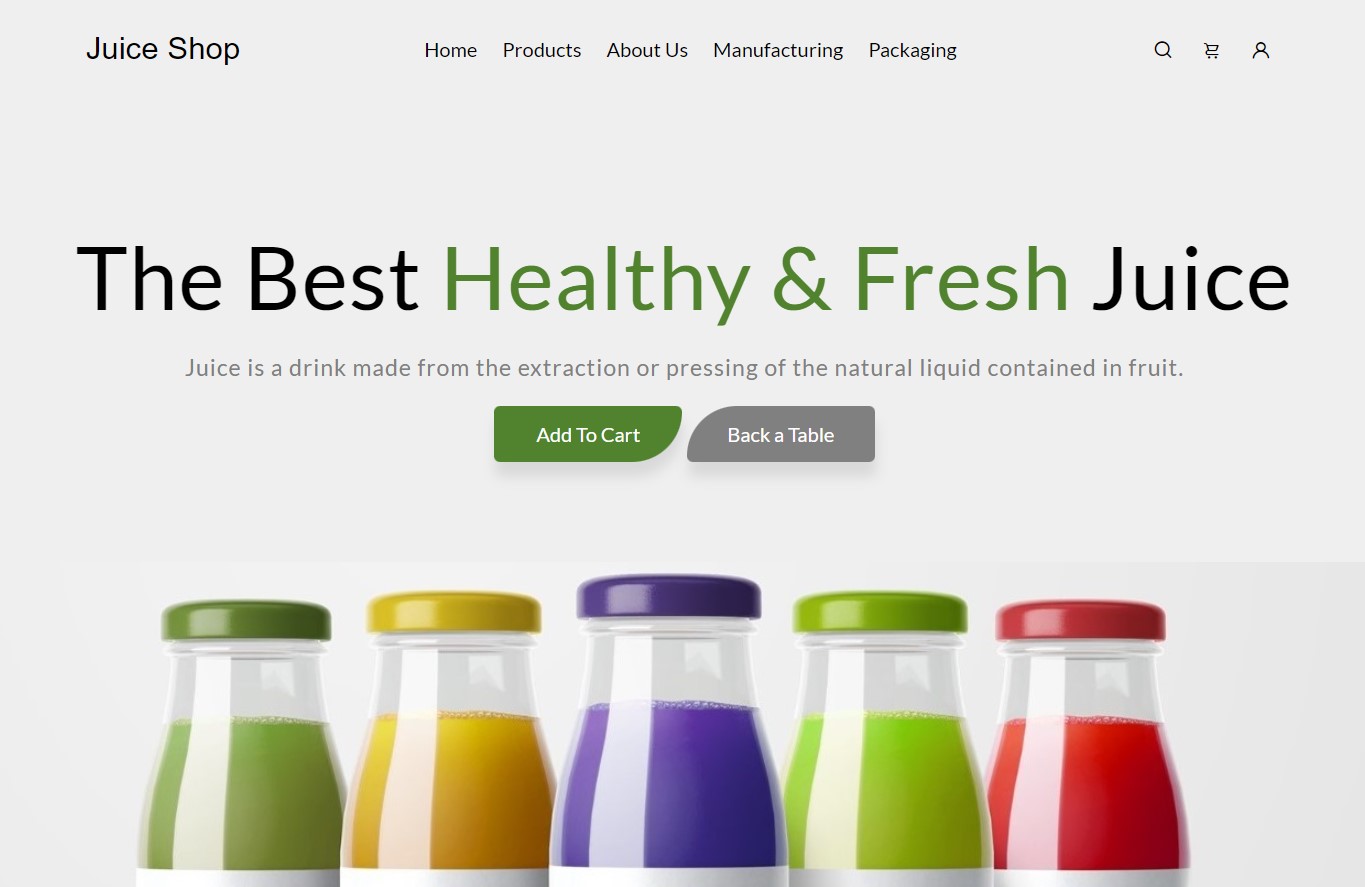 Juice Shop
Home Products About Us Manufacturing Packaging
The Best Healthy & Fresh Juice
Juice is a drink made from the extraction or pressing of the natural liquid contained in fruit.
Add To Cart
Back a Table